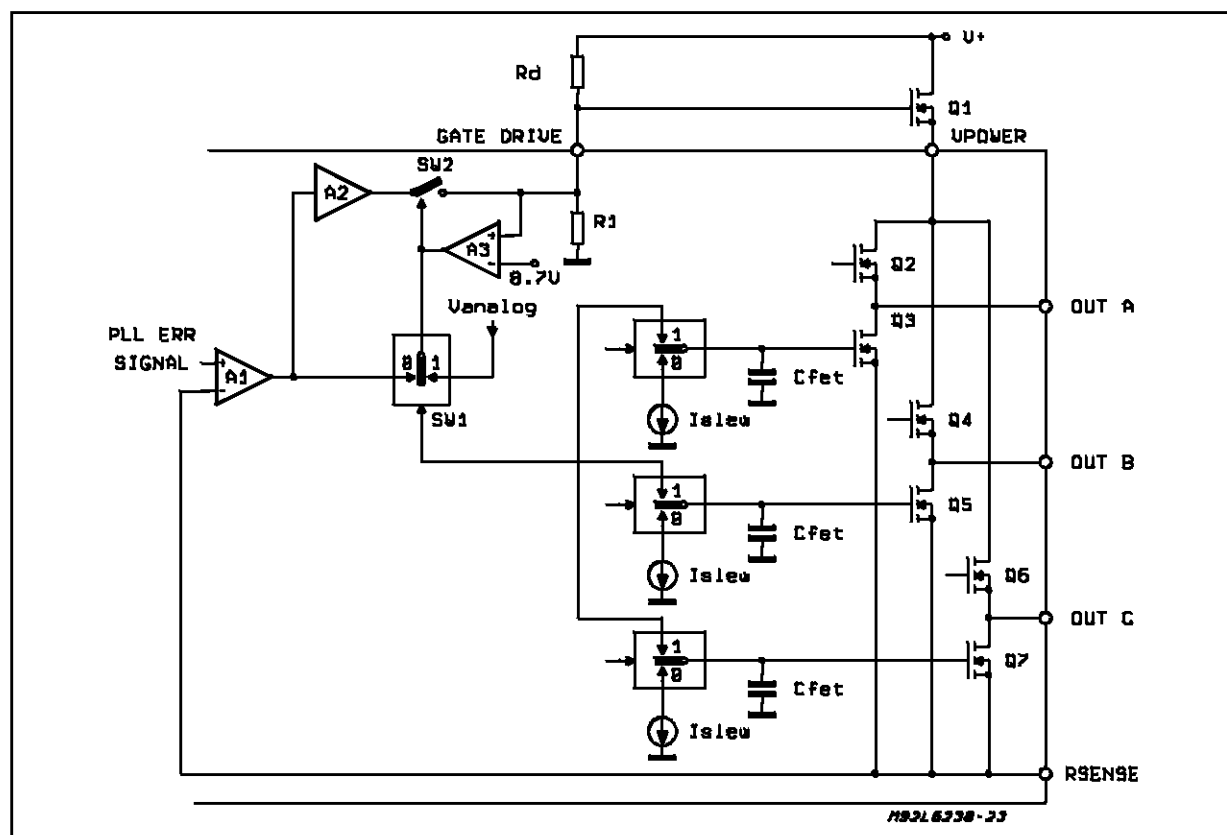 V+
Rd
Q1
GATE DRIVE
VPOWER
SW2
A2
R1
A3
+
-
0.7V
Q2
Vanalog
OUT A
PLL ERR
SIGNAL
+
-
A1
0 1
SW1
1
0
Q3
Cfet
Islew
Q4
OUT B
1
0
Q5
Cfet
Islew
Q6
OUT C
1
0
Q7
Cfet
Islew
RSENSE
M92L6238-23